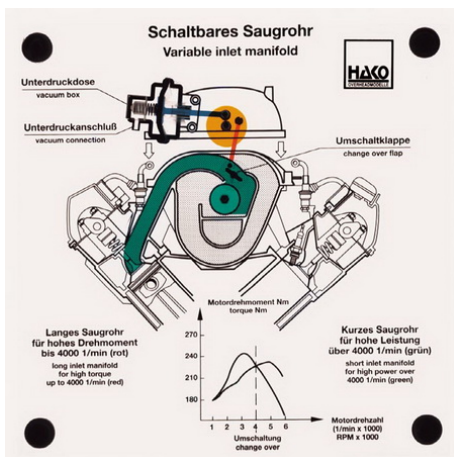 Schaltbares Saugrohr
Variable inlet manifold
HAKO
OVERHEADMODELLE
Unterdruckdose
vacuum box
Unterdruckanschluß
vacuum connection
Umschaltklappe
change over flap
Langes Saugrohr
für hohes Drehmoment
bis 4000 1/min (rot)
long inlet manifold
for high torque
up to 4000 1/min (red)
Motordrehmoment Nm
torque Nm
270
240
210
180
1 2 3 4 5 6
Umschaltung
change over
Motordrehzahl
(1/min x 1000)
RPM x 1000
Kurzes Saugrohr
für hohe Leistung
über 4000 1/min (grün)
short inlet manifold
for high power over
4000 1/min (green)